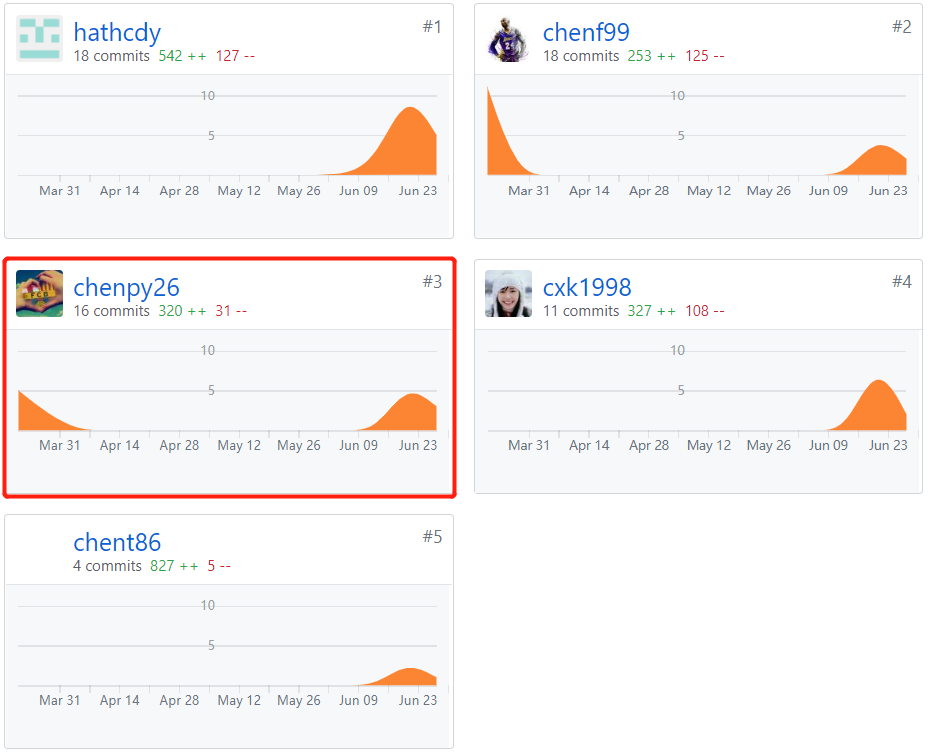 hathcdy #1
18 commits 542 ++ 127 --
10
5
Mar 31 Apr 14 Apr 28 May 12 May 26 Jun 09 Jun 23
chenf99 #2
18 commits 253 ++ 125 --
10
5
Mar 31 Apr 14 Apr 28 May 12 May 26 Jun 09 Jun 23
chenpy26 #3
16 commits 320 ++ 31 --
10
5
Mar 31 Apr 14 Apr 28 May 12 May 26 Jun 09 Jun 23
cxk1998 #4
11 commits 327 ++ 108 --
10
5
Mar 31 Apr 14 Apr 28 May 12 May 26 Jun 09 Jun 23
chent86 #5
4 commits 827 ++ 5 --
10
5
Mar 31 Apr 14 Apr 28 May 12 May 26 Jun 09 Jun 23